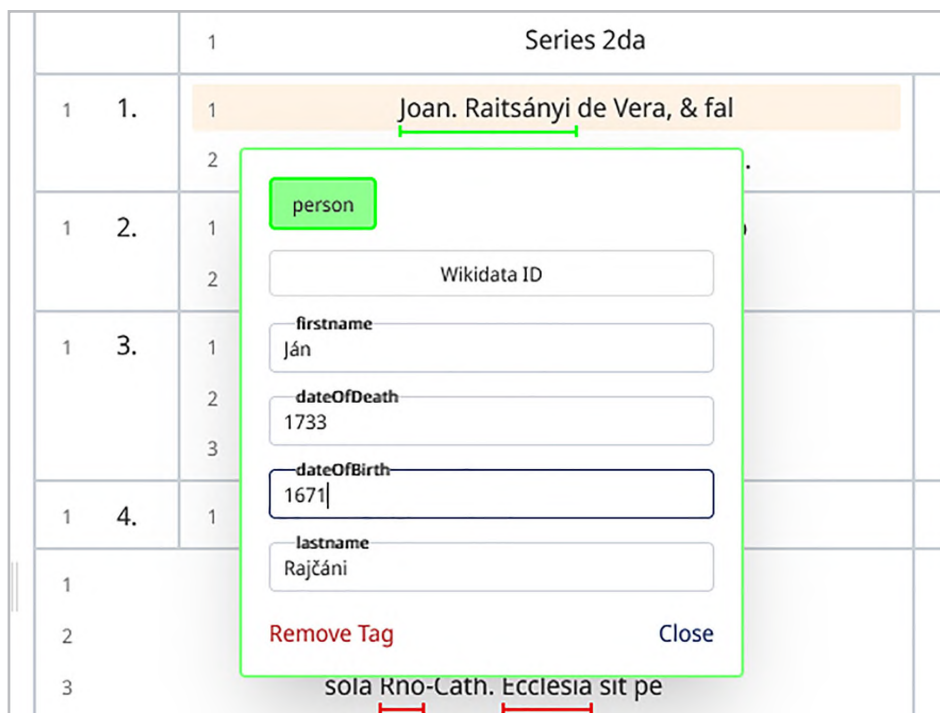 1 Series 2da
1 1. 1 Joan. Raitsányi de Vera, & fal
2 .
person
1 2. 1
2
Wikidata ID
firstname
1 3. 1 Ján
2 dateOfDeath
1733
3
dateOfBirth
1671
1 4. 1
lastname
1 Rajčáni
2 Remove Tag Close
3 sola Rho-Cath. Ecclesia sit pe